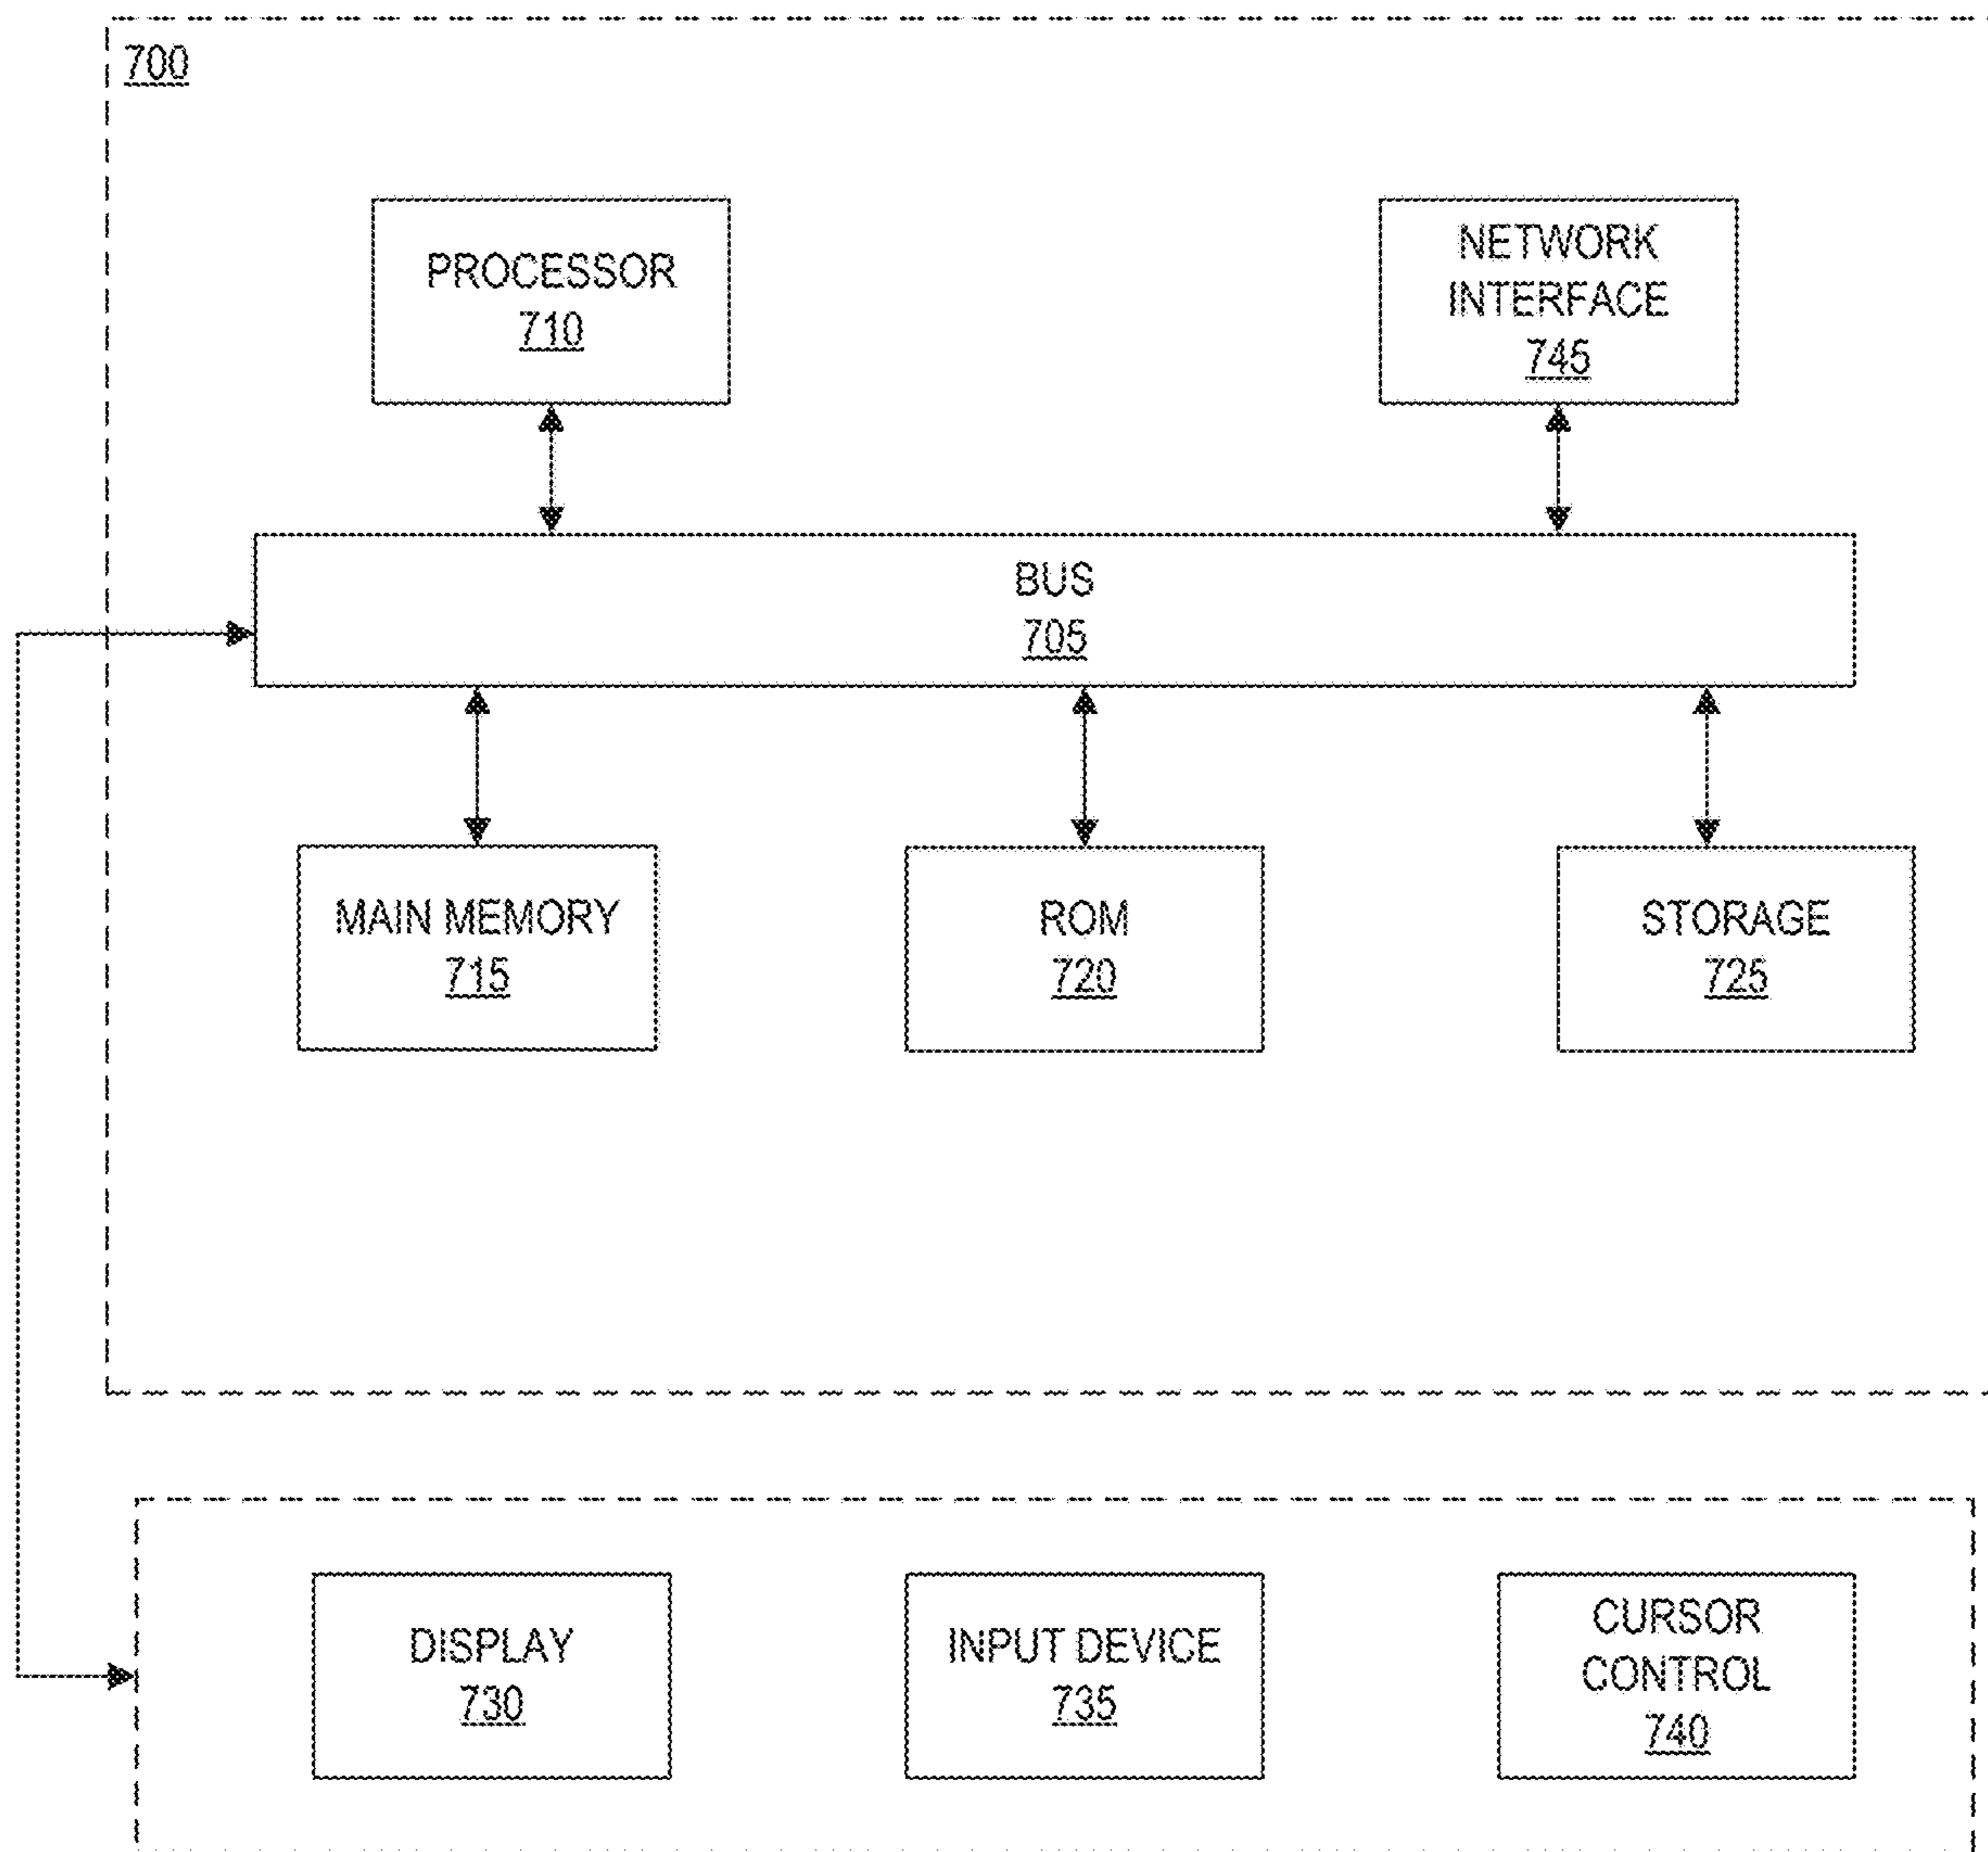 700
PROCESSOR
710
NETWORK
INTERFACE
745
BUS
705
MAIN MEMORY
715
ROM
720
STORAGE
725
DISPLAY
730
INPUT DEVICE
735
CURSOR
CONTROL
740